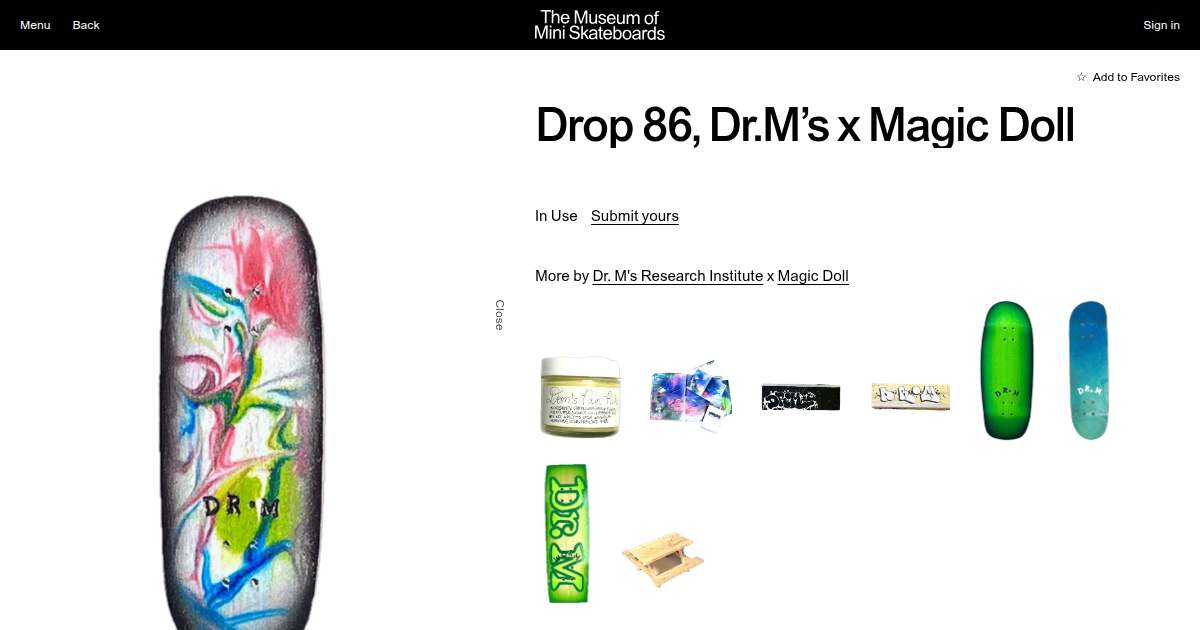 Menu
Back
The Museum of
Mini Skateboards
Sign in
☆ Add to Favorites
Drop 86, Dr.M’s x Magic Doll
In Use
Submit yours
More by Dr. M's Research Institute x Magic Doll
Close
DR•M
DR•M
DR•M
Dr. M